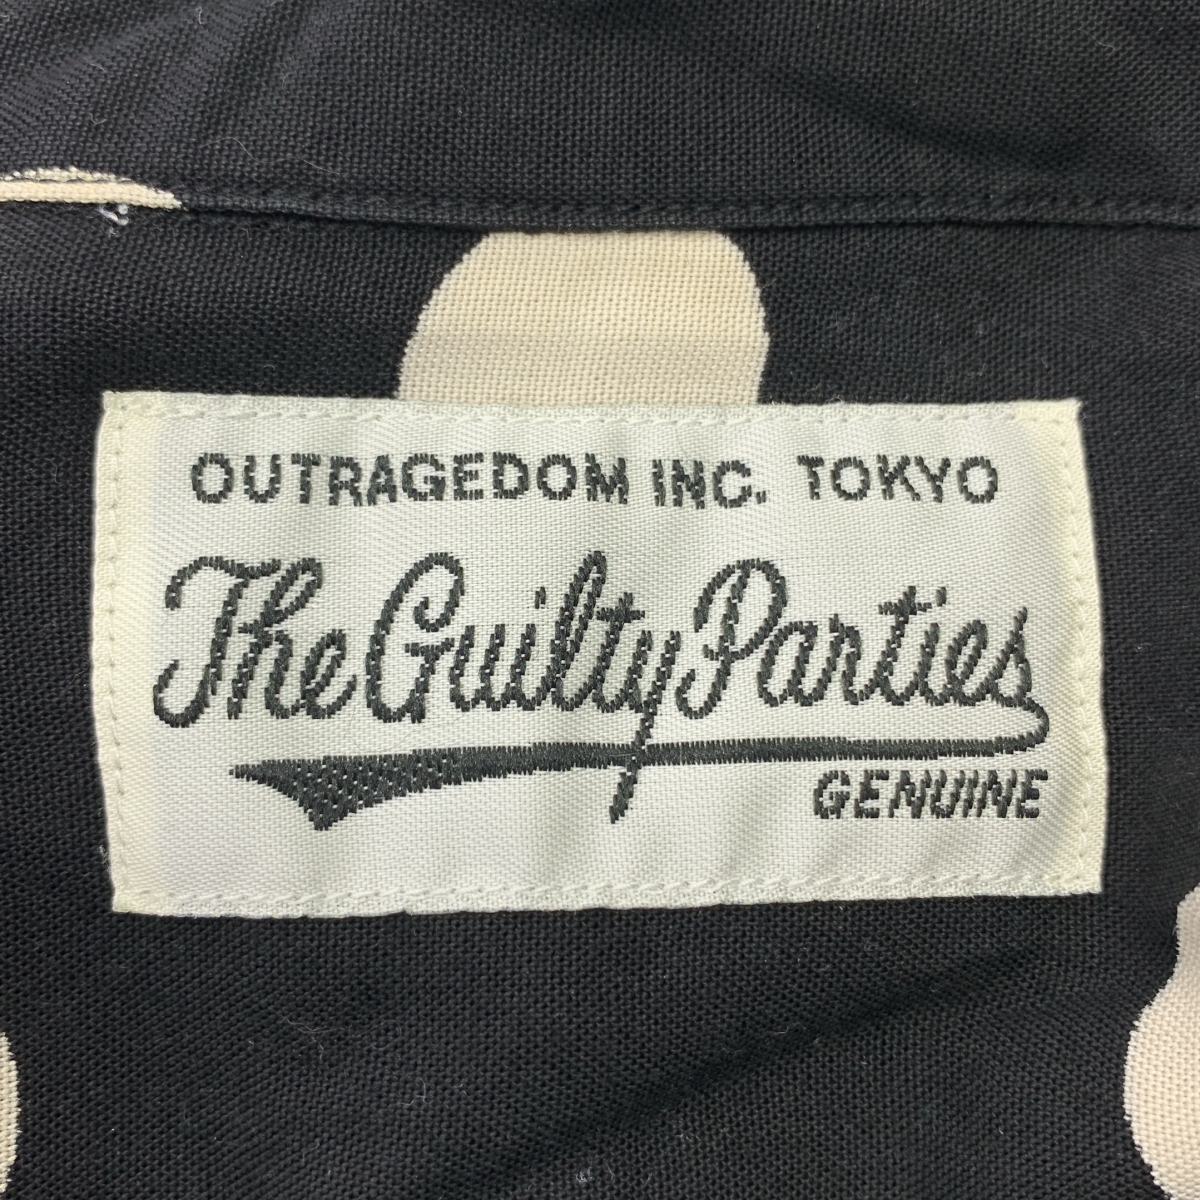 OUTRAGEDOM INC. TOKYO
The Guilty Parties
GENUINE